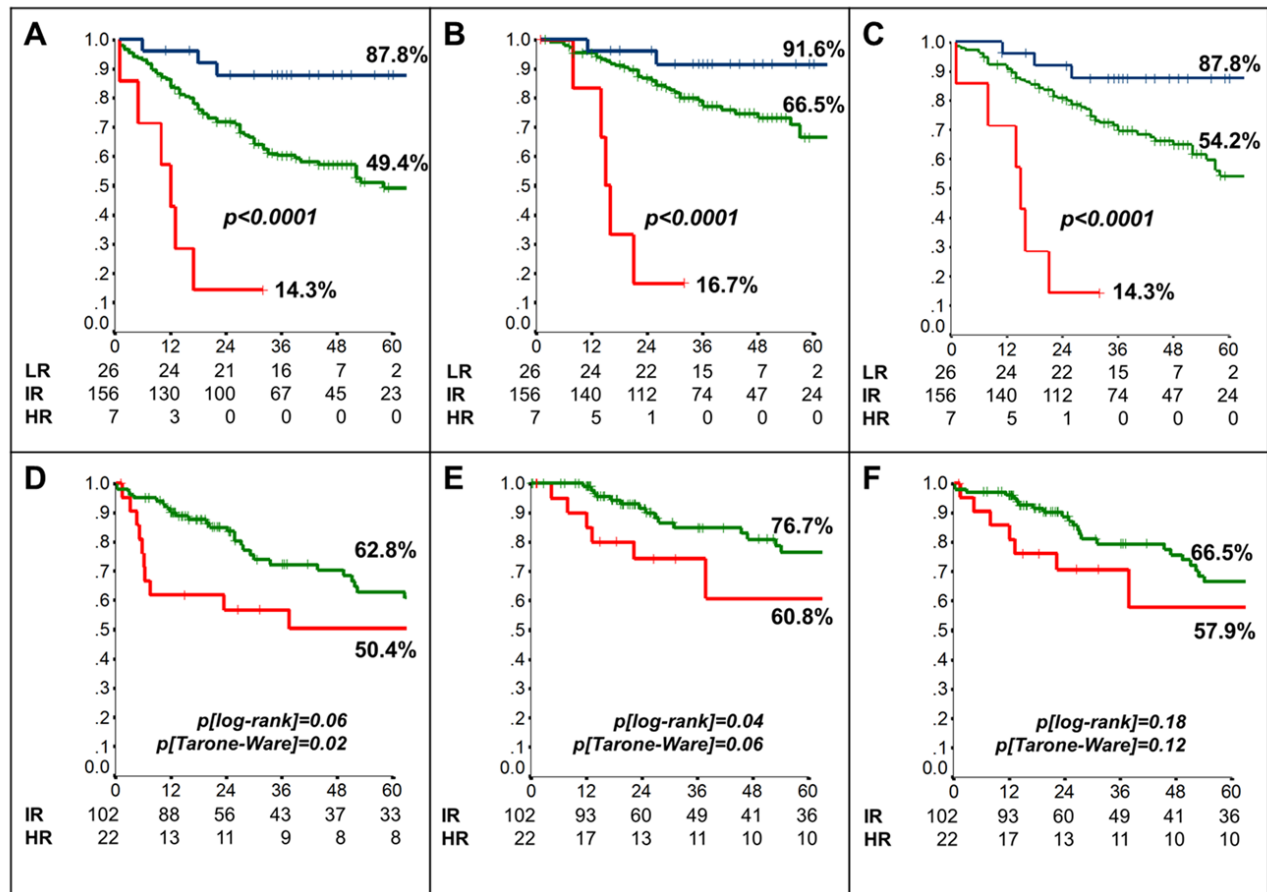 A
1.0
.9
.8
.7
.6
.5
.4
.3
.2
.1
0.0
87.8%
49.4%
p<0.0001
14.3%
0 12 24 36 48 60
LR 26 24 21 16 7 2
IR 156 130 100 67 45 23
HR 7 3 0 0 0 0
B
1.0
.9
.8
.7
.6
.5
.4
.3
.2
.1
0.0
91.6%
66.5%
p<0.0001
16.7%
0 12 24 36 48 60
26 24 22 15 7 2
156 140 112 74 47 24
7 5 1 0 0 0
C
1.0
.9
.8
.7
.6
.5
.4
.3
.2
.1
0.0
87.8%
54.2%
p<0.0001
14.3%
0 12 24 36 48 60
26 24 22 15 7 2
156 140 112 74 47 24
7 5 1 0 0 0
D
1.0
.9
.8
.7
.6
.5
.4
.3
.2
.1
0.0
62.8%
50.4%
p[log-rank]=0.06
p[Tarone-Ware]=0.02
0 12 24 36 48 60
IR 102 88 56 43 37 33
HR 22 13 11 9 8 8
E
1.0
.9
.8
.7
.6
.5
.4
.3
.2
.1
0.0
76.7%
60.8%
p[log-rank]=0.04
p[Tarone-Ware]=0.06
0 12 24 36 48 60
IR 102 93 60 49 41 36
HR 22 17 13 11 10 10
F
1.0
.9
.8
.7
.6
.5
.4
.3
.2
.1
0.0
66.5%
57.9%
p[log-rank]=0.18
p[Tarone-Ware]=0.12
0 12 24 36 48 60
IR 102 93 60 49 41 36
HR 22 17 13 11 10 10